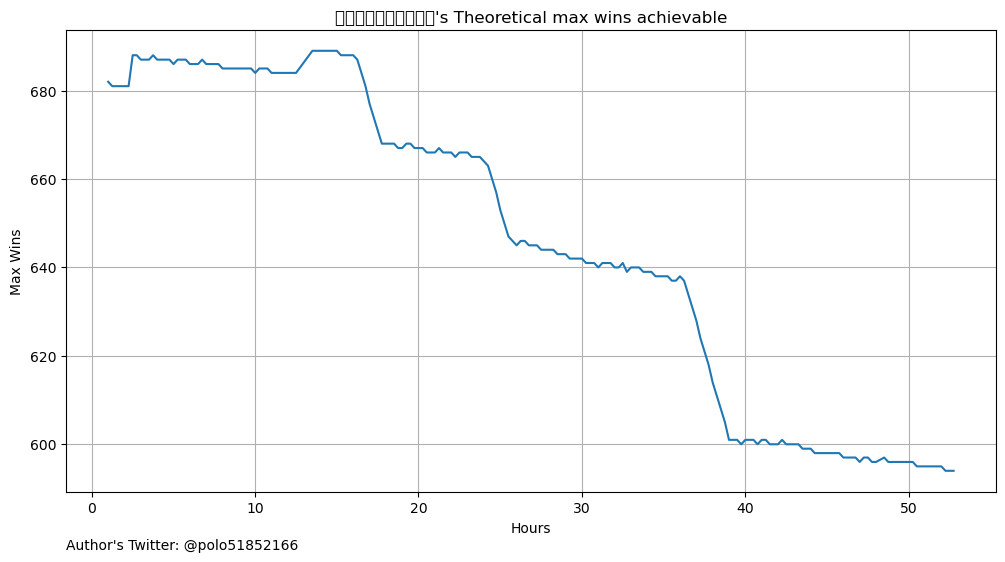 's Theoretical max wins achievable
Max Wins
680
660
640
620
600
0 10 20 30 40 50
Hours
Author's Twitter: @polo51852166